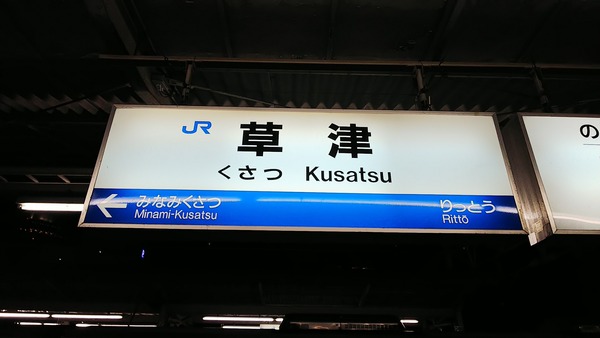 JR 草津
くさつ Kusatsu
← みなみくさつ りっとう
Minami-Kusatsu Rittō
の